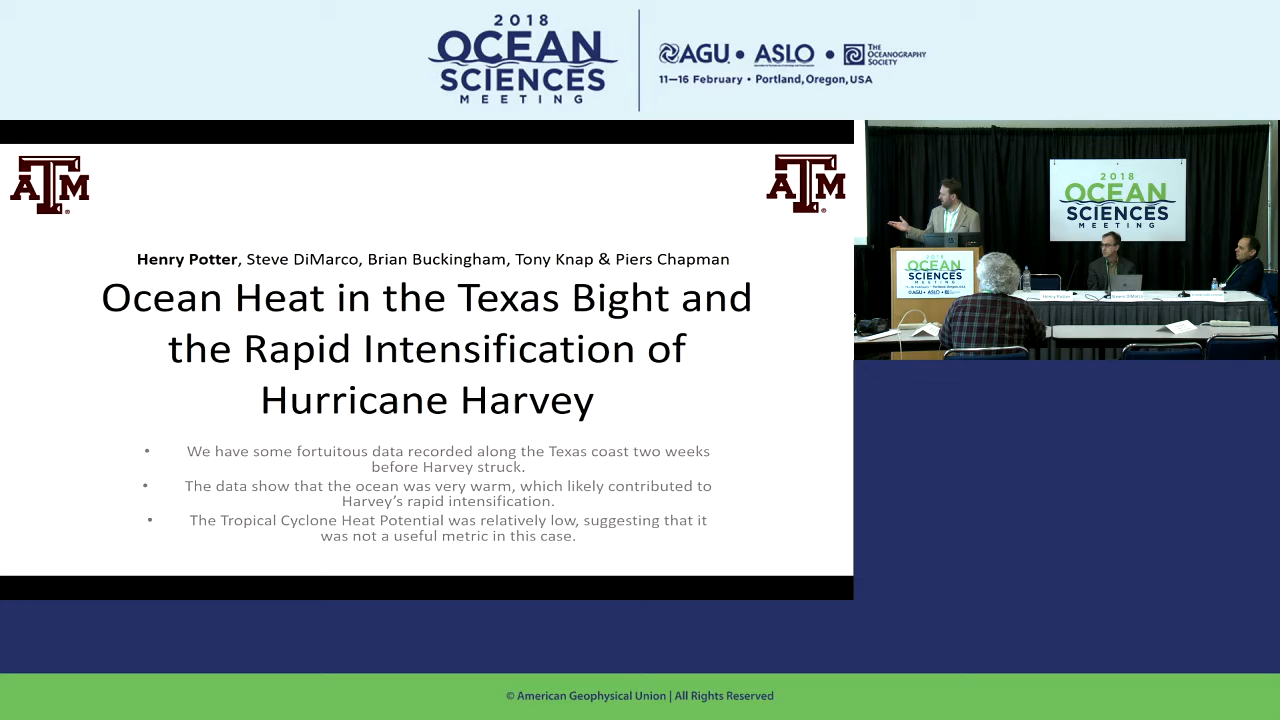 2018
OCEAN
SCIENCES
MEETING
AGU • ASLO • THE OCEANOGRAPHY SOCIETY
11–16 February • Portland, Oregon, USA
ATM ®
ATM ®
Henry Potter, Steve DiMarco, Brian Buckingham, Tony Knap & Piers Chapman
Ocean Heat in the Texas Bight and
the Rapid Intensification of
Hurricane Harvey
• We have some fortuitous data recorded along the Texas coast two weeks
before Harvey struck.
• The data show that the ocean was very warm, which likely contributed to
Harvey's rapid intensification.
• The Tropical Cyclone Heat Potential was relatively low, suggesting that it
was not a useful metric in this case.
2018
OCEAN
SCIENCES
MEETING
2018
OCEAN
SCIENCES
MEETING
Henry Potter
© American Geophysical Union | All Rights Reserved